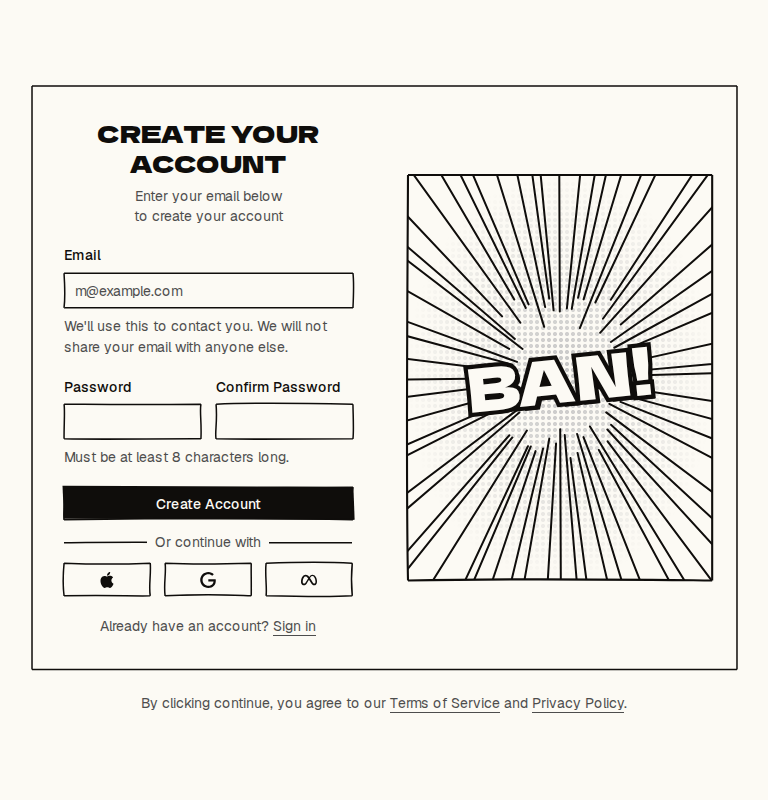 CREATE YOUR
ACCOUNT
Enter your email below
to create your account
Email
m@example.com
We'll use this to contact you. We will not
share your email with anyone else.
Password
Confirm Password
Must be at least 8 characters long.
Create Account
Or continue with
Already have an account? Sign in
BAN!
By clicking continue, you agree to our Terms of Service and Privacy Policy.